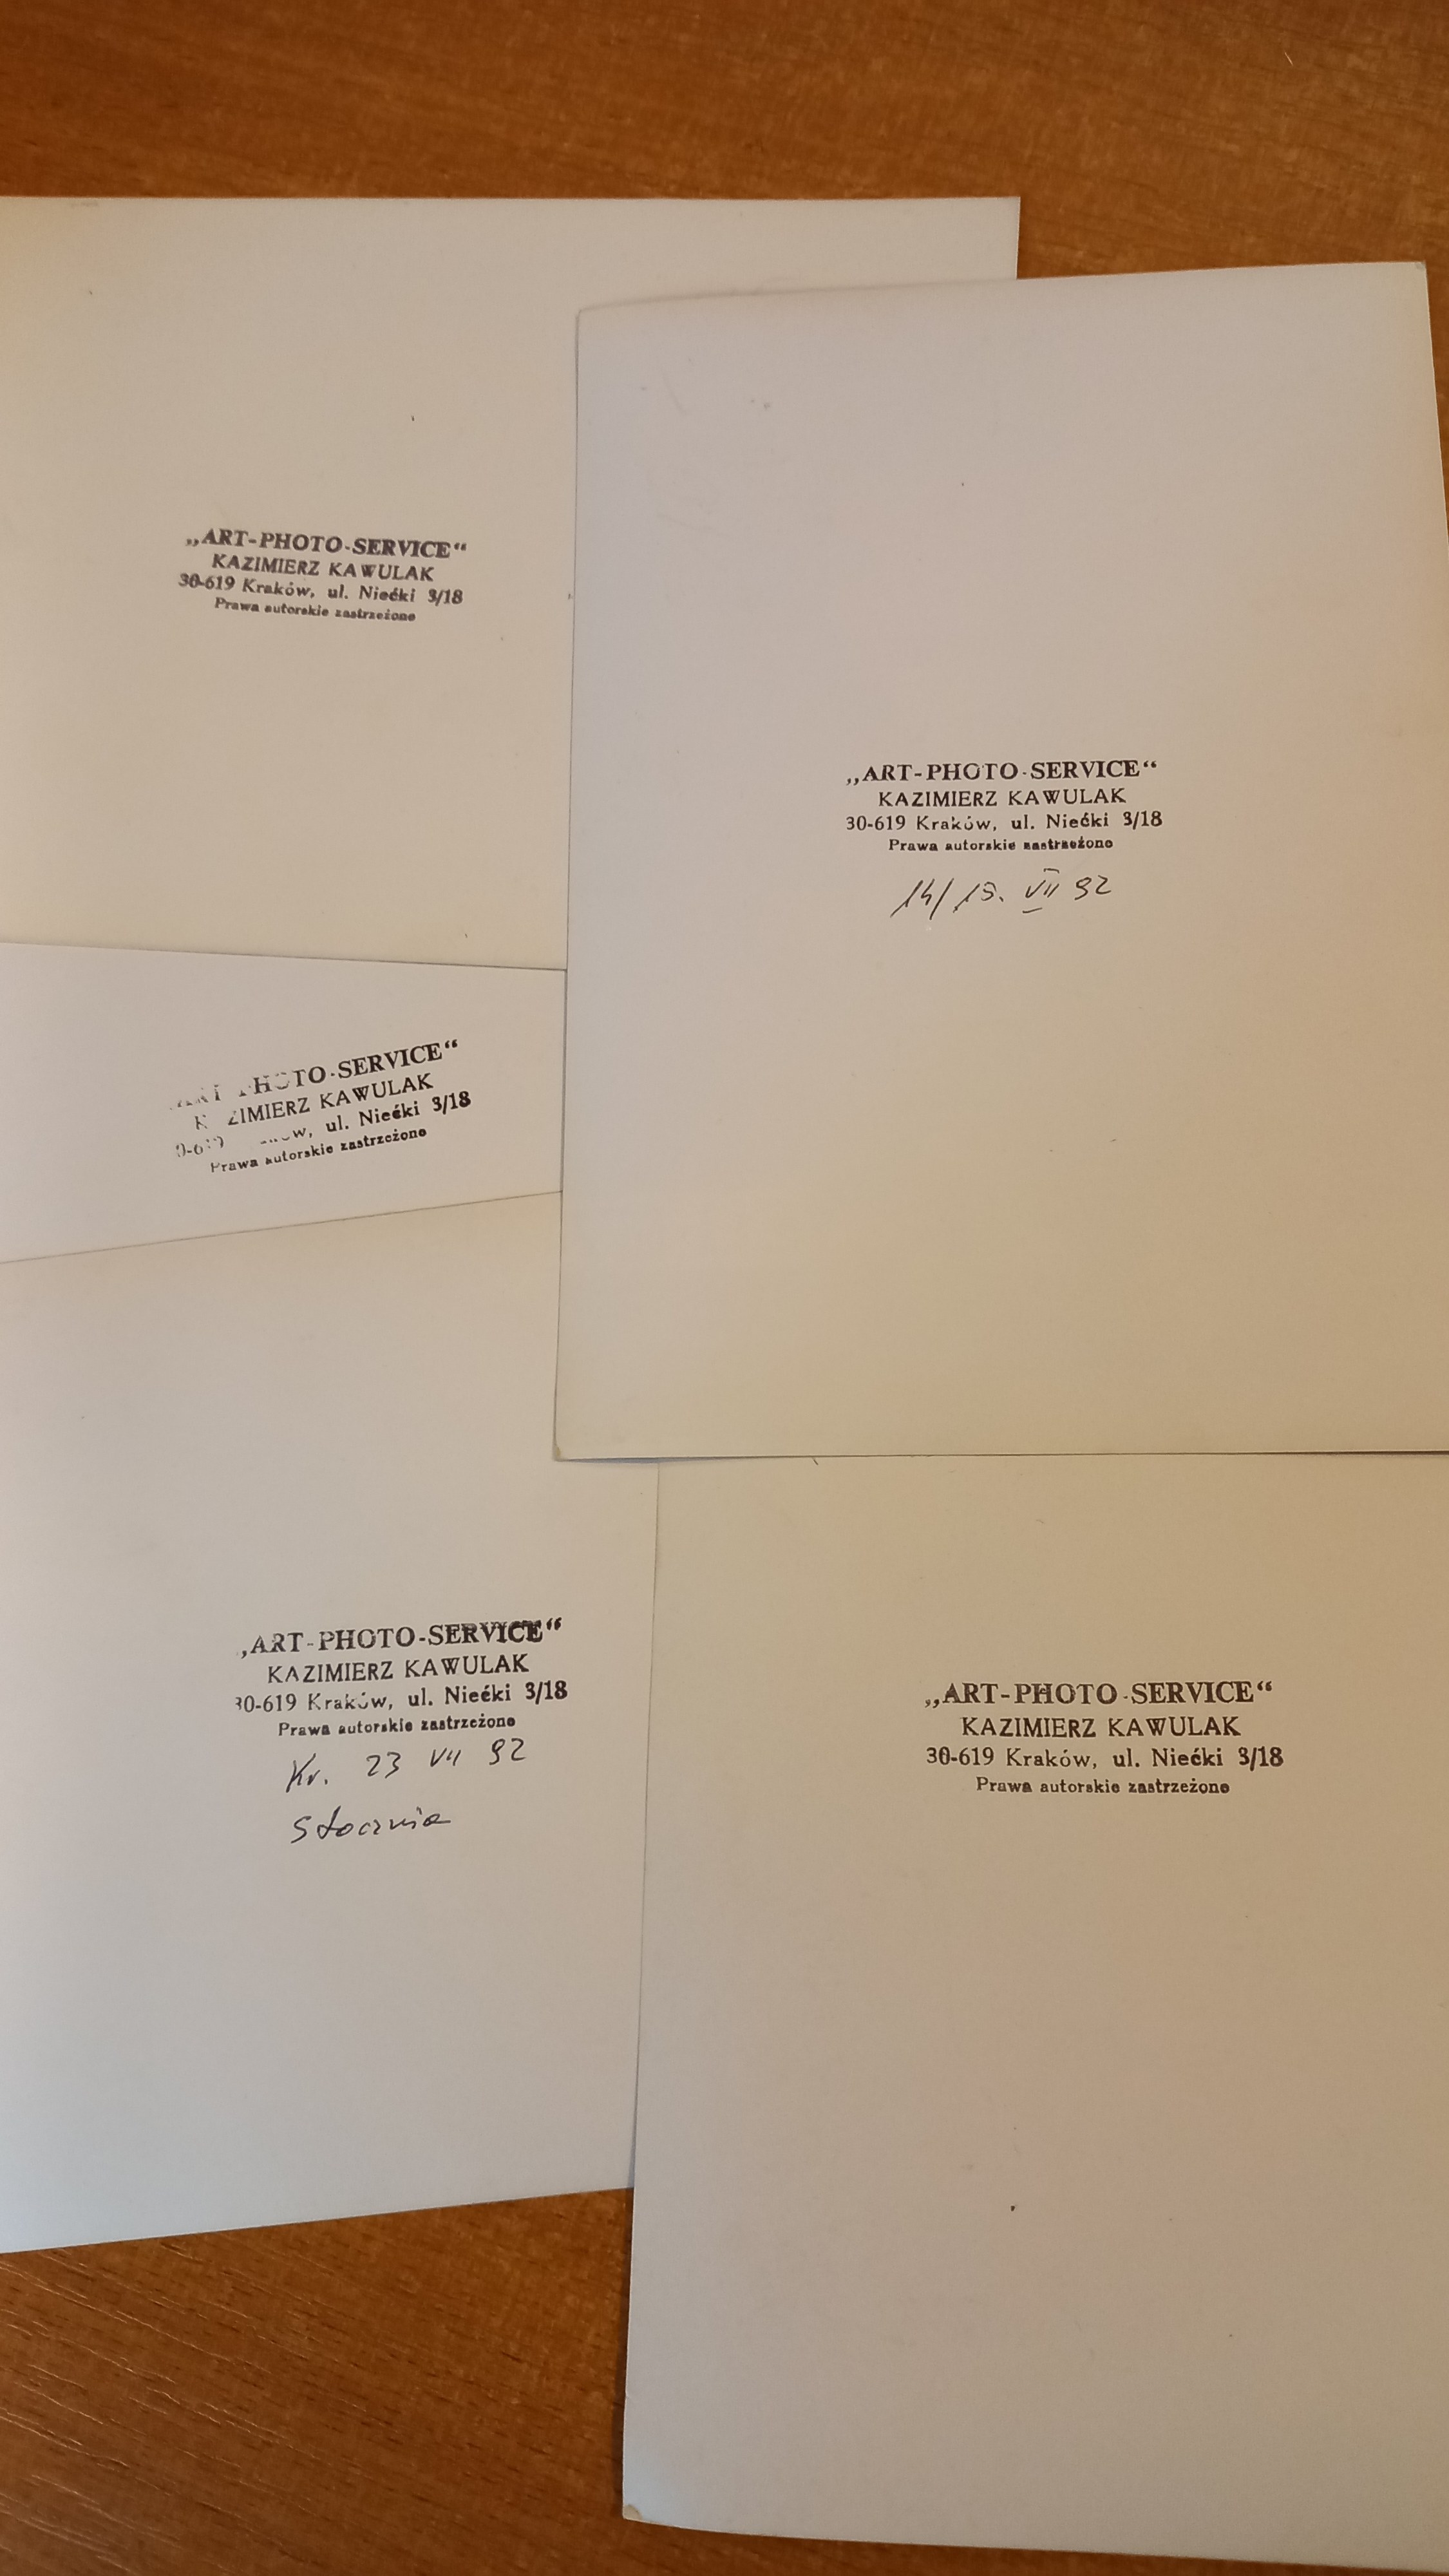 „ART-PHOTO-SERVICE“
KAZIMIERZ KAWULAK
30-619 Kraków, ul. Niećki 3/18
Prawa autorskie zastrzeżone
„ART-PHOTO-SERVICE“
KAZIMIERZ KAWULAK
30-619 Kraków, ul. Niećki 3/18
Prawa autorskie zastrzeżone
14/15. VII 92
HOTO-SERVICE“
ZIMIERZ KAWULAK
ul. Niećki 3/18
Prawa autorskie zastrzeżone
„ART-PHOTO-SERVICE“
KAZIMIERZ KAWULAK
30-619 Kraków, ul. Niećki 3/18
Prawa autorskie zastrzeżone
Kr. 23 VII 92
Stocznia
„ART-PHOTO-SERVICE“
KAZIMIERZ KAWULAK
30-619 Kraków, ul. Niećki 3/18
Prawa autorskie zastrzeżone